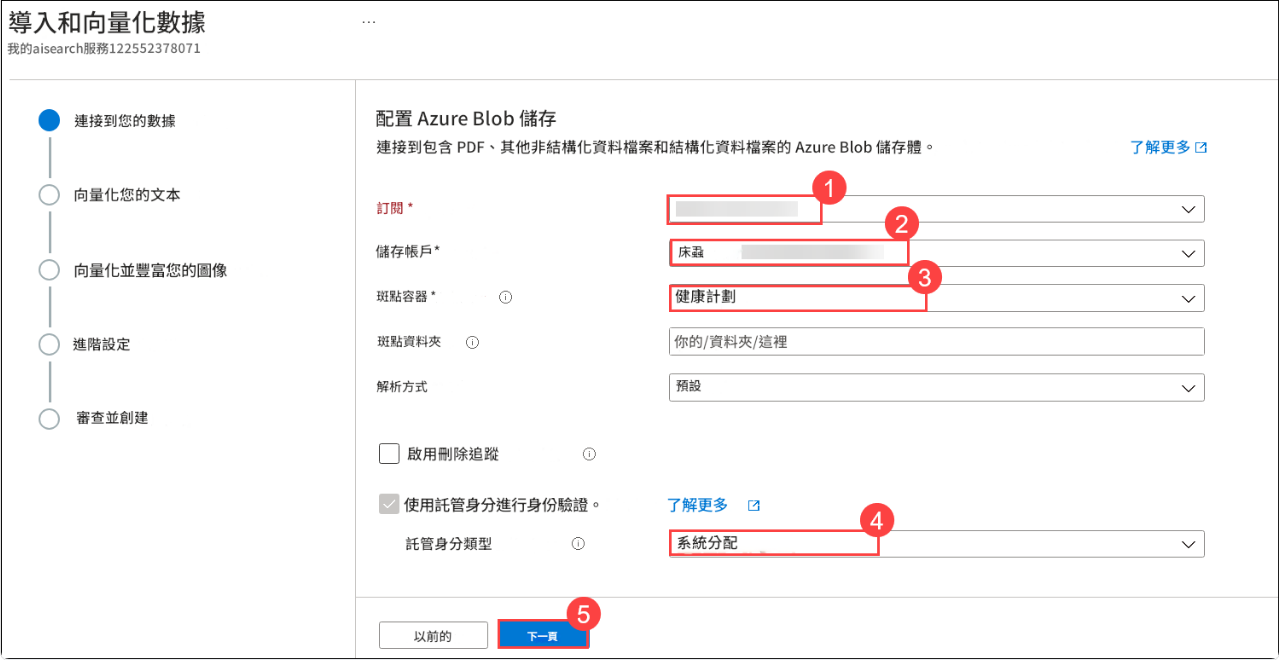 導入和向量化數據
...
我的aisearch服務122552378071
連接到您的數據
向量化您的文本
向量化並豐富您的圖像
進階設定
審查並創建
配置 Azure Blob 儲存
連接到包含 PDF、其他非結構化資料檔案和結構化資料檔案的 Azure Blob 儲存體。
了解更多
訂閱 *
1
儲存帳戶*
床蝨
2
斑點容器 *
健康計劃
3
斑點資料夾
你的/資料夾/這裡
解析方式
預設
啟用刪除追蹤
使用託管身分進行身份驗證。
了解更多
託管身分類型
系統分配
4
以前的
下一頁
5